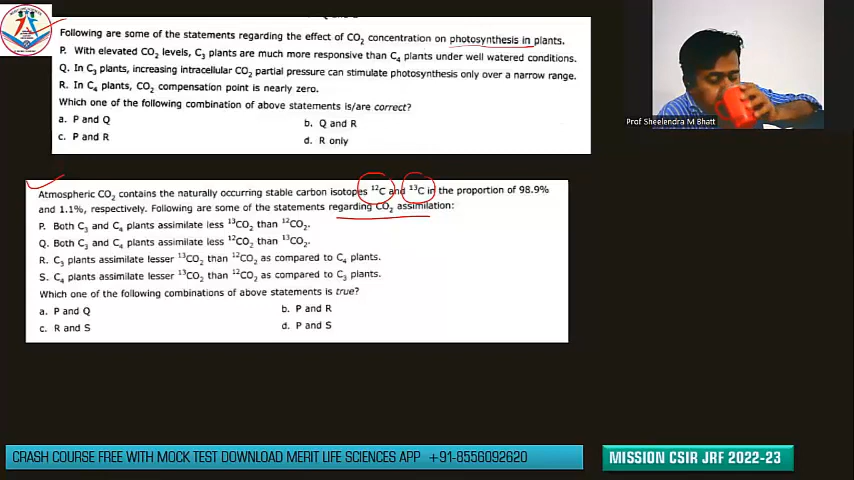 Following are some of the statements regarding the effect of CO₂ concentration on photosynthesis in plants.
P. With elevated CO₂ levels, C₃ plants are much more responsive than C₄ plants under well watered conditions.
Q. In C₃ plants, increasing intracellular CO₂ partial pressure can stimulate photosynthesis only over a narrow range.
R. In C₄ plants, CO₂ compensation point is nearly zero.
Which one of the following combination of above statements is/are correct?
a. P and Q
b. Q and R
c. P and R
d. R only
Prof Sheelendra M Bhatt
Atmospheric CO₂ contains the naturally occurring stable carbon isotopes ¹²C and ¹³C in the proportion of 98.9%
and 1.1%, respectively. Following are some of the statements regarding CO₂ assimilation:
P. Both C₃ and C₄ plants assimilate less ¹³CO₂ than ¹²CO₂.
Q. Both C₃ and C₄ plants assimilate less ¹²CO₂ than ¹³CO₂.
R. C₃ plants assimilate lesser ¹³CO₂ than ¹²CO₂ as compared to C₄ plants.
S. C₄ plants assimilate lesser ¹³CO₂ than ¹²CO₂ as compared to C₃ plants.
Which one of the following combinations of above statements is true?
a. P and Q
b. P and R
c. R and S
d. P and S
CRASH COURSE FREE WITH MOCK TEST DOWNLOAD MERIT LIFE SCIENCES APP +91-8556092620
MISSION CSIR JRF 2022-23